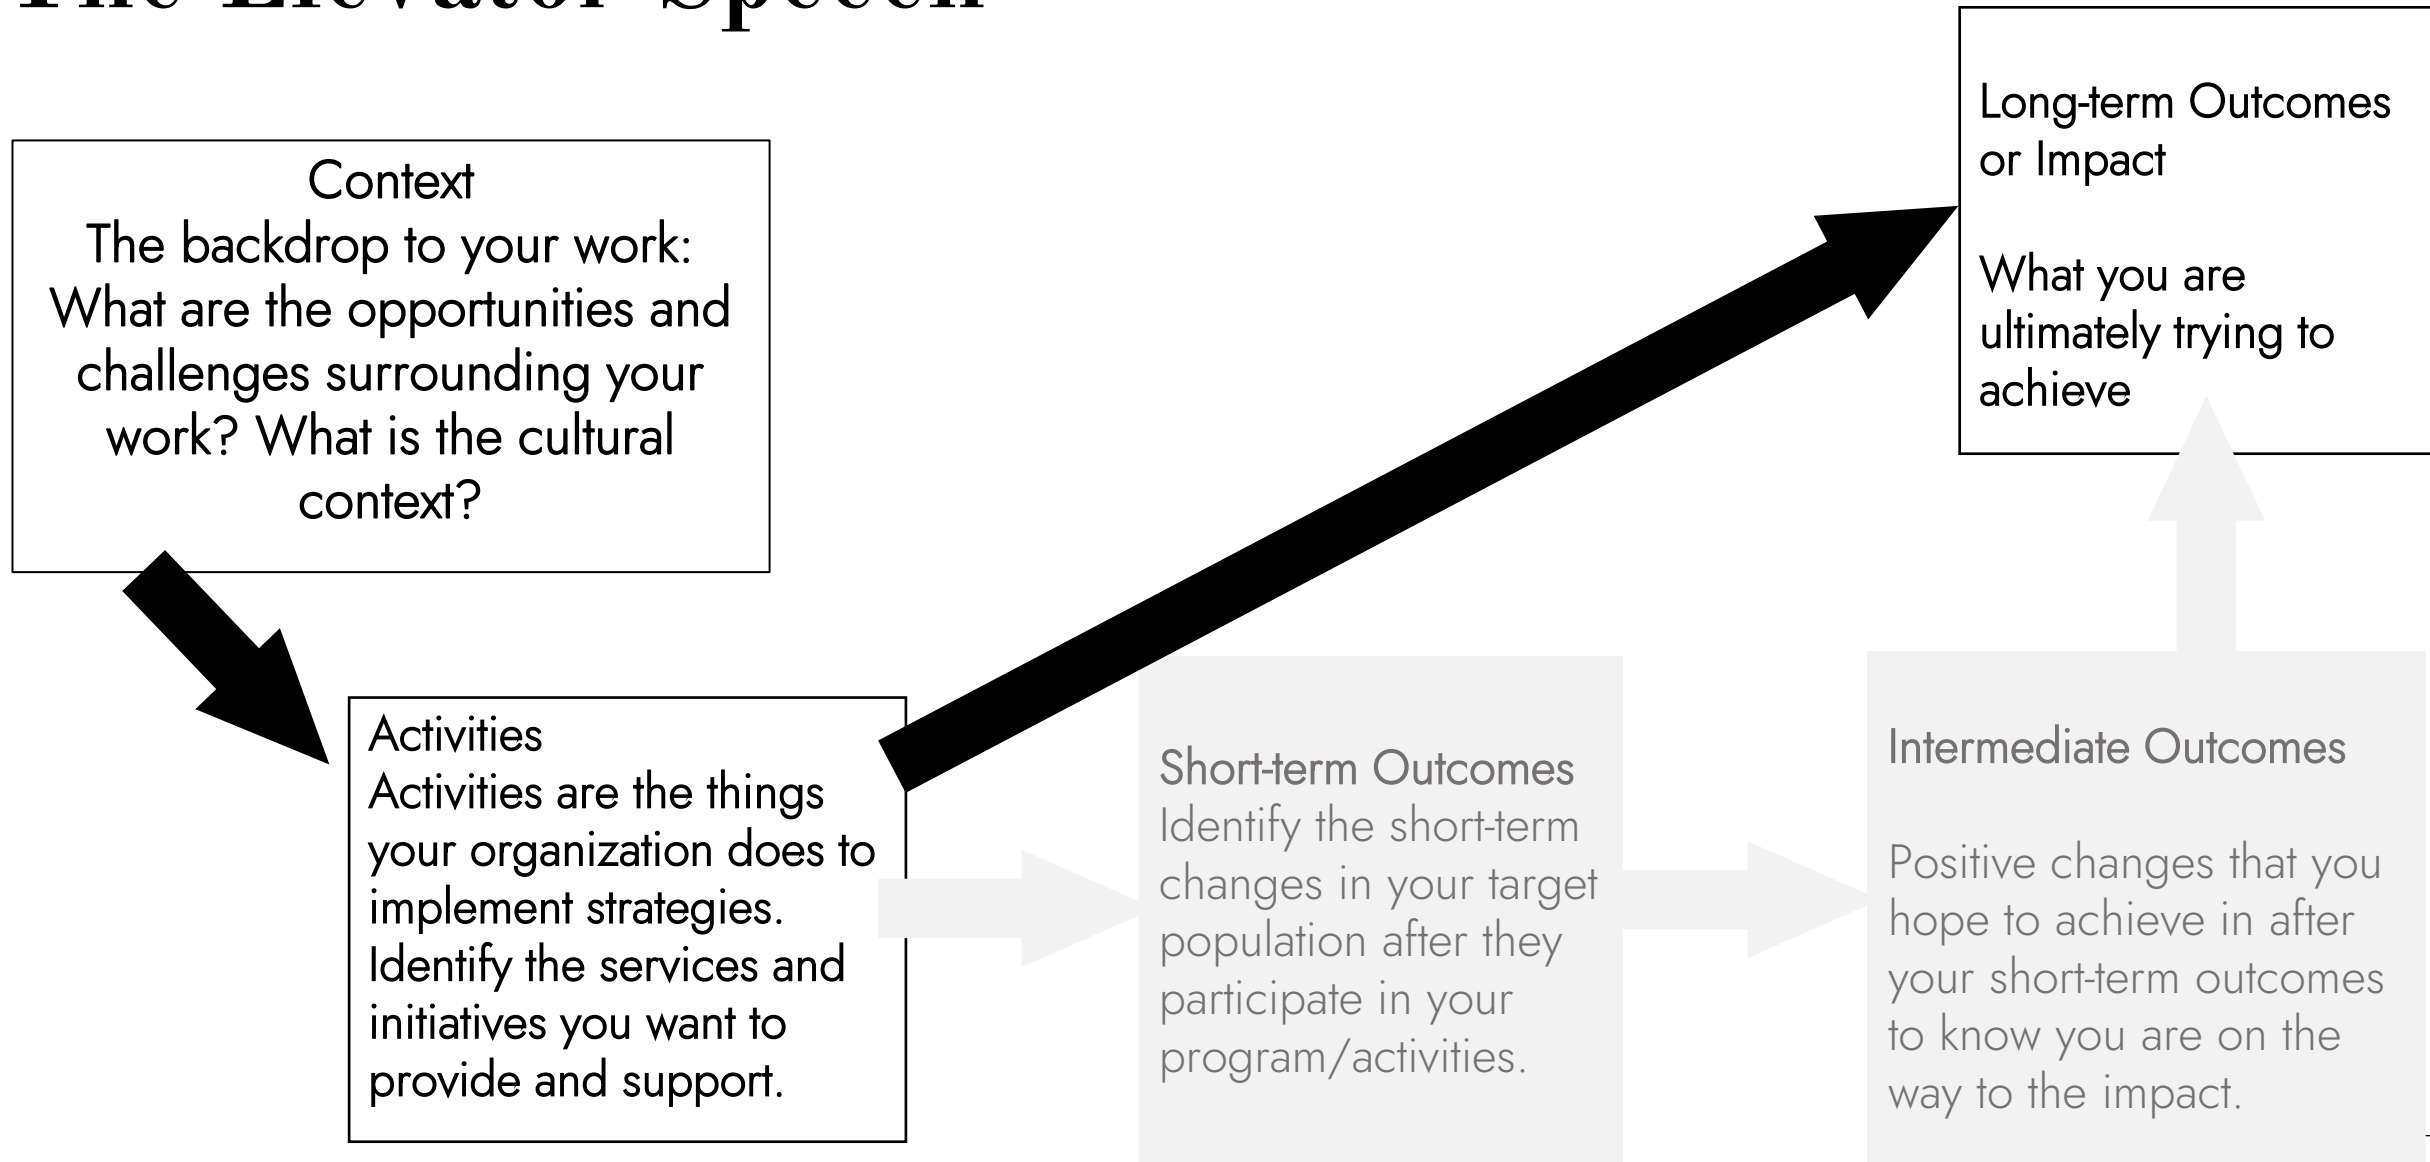 The Elevator Speech
Context
The backdrop to your work:
What are the opportunities and
challenges surrounding your
work? What is the cultural
context?
Long-term Outcomes
or Impact
What you are
ultimately trying to
achieve
Activities
Activities are the things
your organization does to
implement strategies.
Identify the services and
initiatives you want to
provide and support.
Short-term Outcomes
Identify the short-term
changes in your target
population after they
participate in your
program/activities.
Intermediate Outcomes
Positive changes that you
hope to achieve in after
your short-term outcomes
to know you are on the
way to the impact.